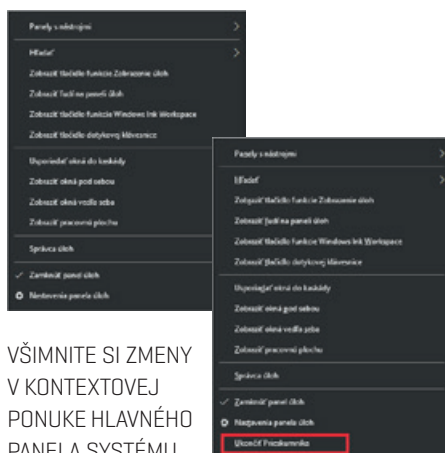 Panely s nástrojmi
Hľadať
Zobraziť tlačidlo funkcie Zobrazenie úloh
Zobraziť ľudí na paneli úloh
Zobraziť tlačidlo funkcie Windows Ink Workspace
Zobraziť tlačidlo dotykovej klávesnice
Usporiadať okná do kaskády
Zobraziť okná pod sebou
Zobraziť okná vedľa seba
Zobraziť pracovnú plochu
Správca úloh
Zamknúť panel úloh
Nastavenia panela úloh
Panely s nástrojmi
Hľadať
Zobraziť tlačidlo funkcie Zobrazenie úloh
Zobraziť ľudí na paneli úloh
Zobraziť tlačidlo funkcie Windows Ink Workspace
Zobraziť tlačidlo dotykovej klávesnice
Usporiadať okná do kaskády
Zobraziť okná pod sebou
Zobraziť okná vedľa seba
Zobraziť pracovnú plochu
Správca úloh
Zamknúť panel úloh
Nastavenia panela úloh
Ukončiť Prieskumníka
VŠIMNITE SI ZMENY
V KONTEXTOVEJ
PONUKE HLAVNÉHO
PANELA SYSTÉMU